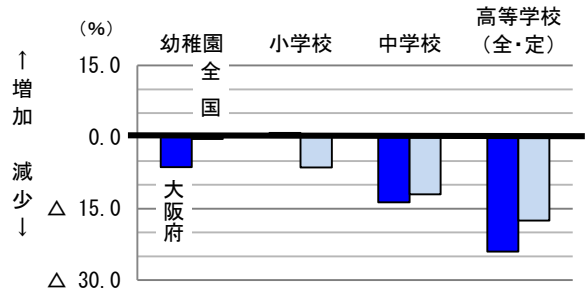 (%)
幼稚園
小学校
中学校
高等学校
(全・定)
↑
増
加
減
少
↓
15.0
0.0
△ 15.0
△ 30.0
全
国
大
阪
府